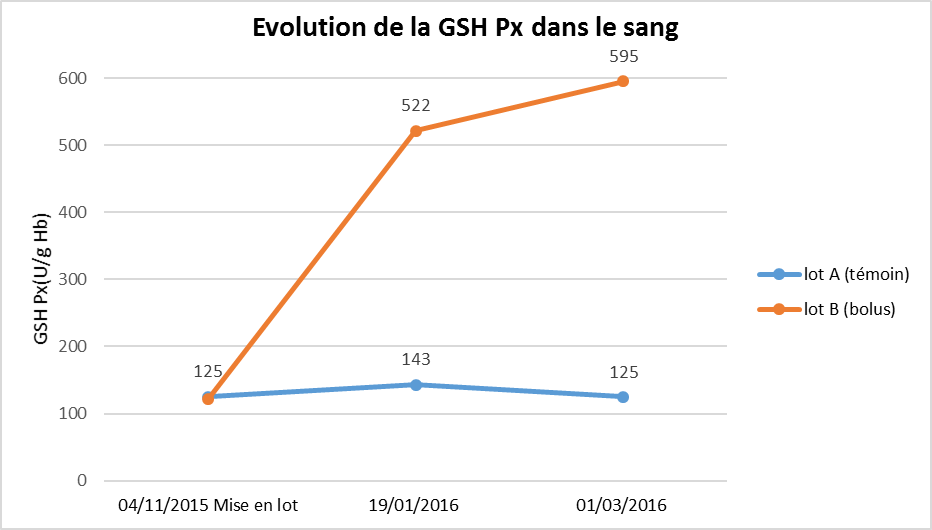 Evolution de la GSH Px dans le sang
GSH Px(U/g Hb)
600
500
400
300
200
100
0
125
143
125
522
595
04/11/2015 Mise en lot
19/01/2016
01/03/2016
lot A (témoin)
lot B (bolus)